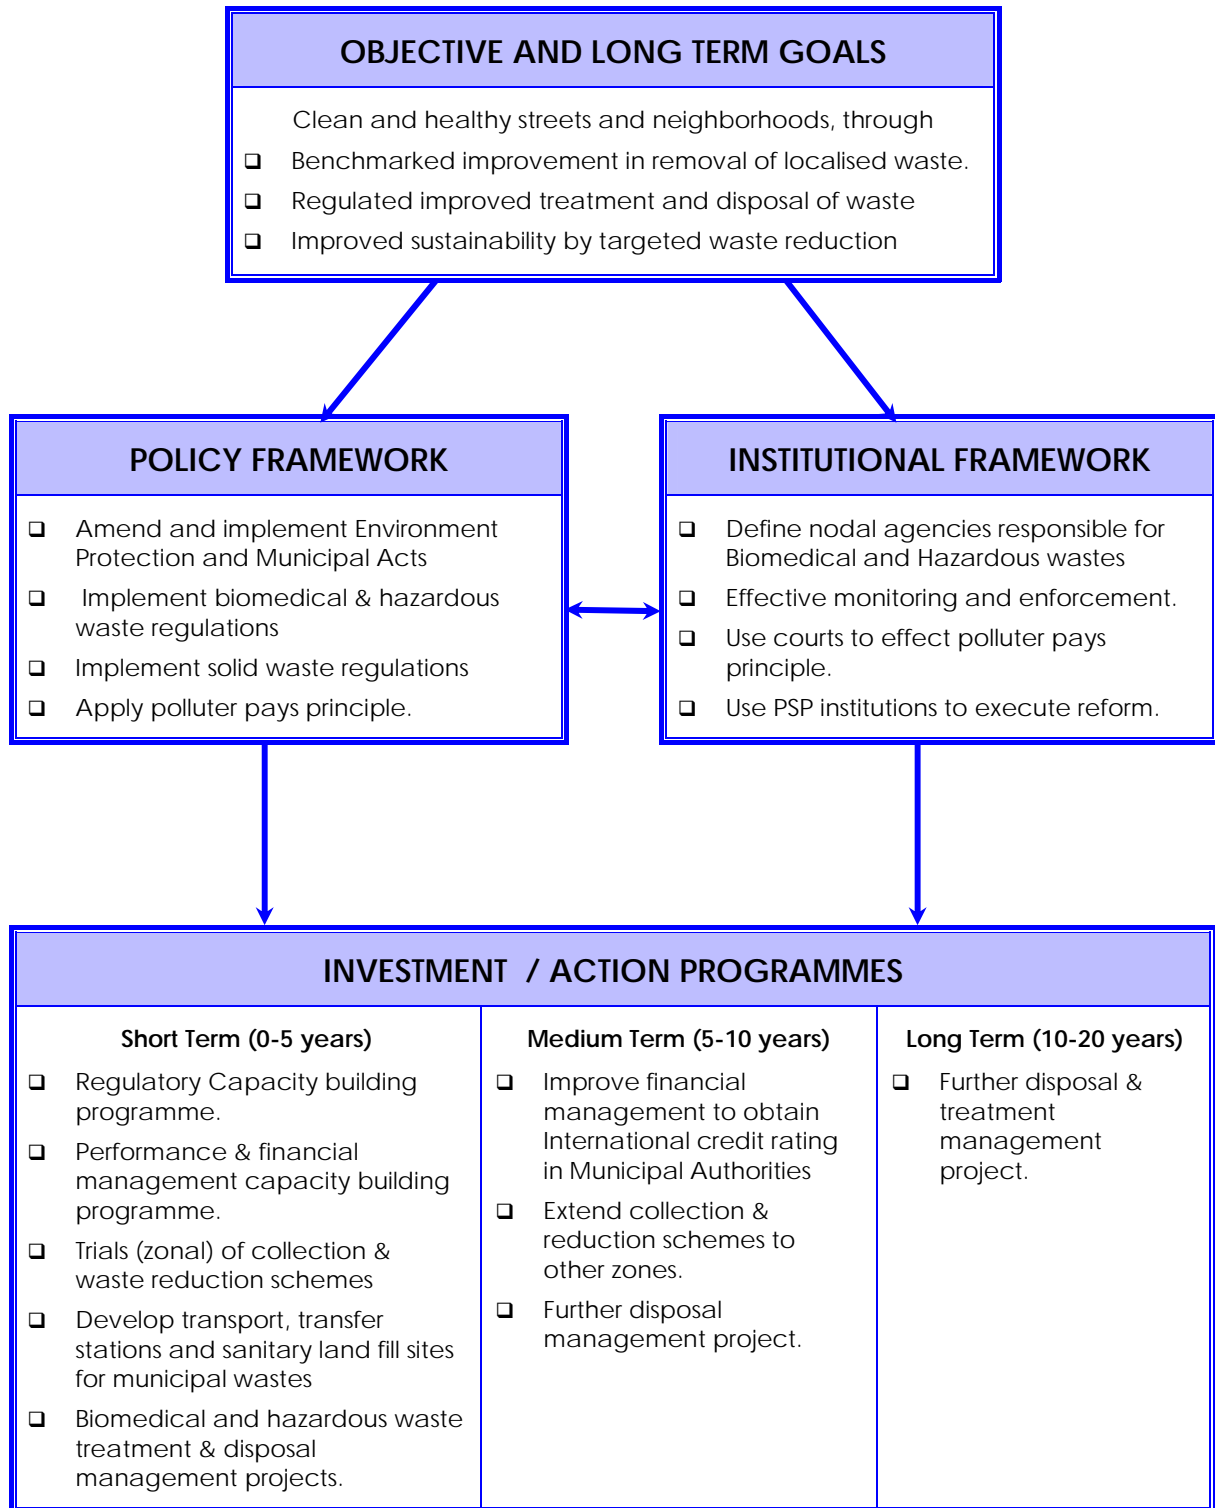 OBJECTIVE AND LONG TERM GOALS
Clean and healthy streets and neighborhoods, through
❑ Benchmarked improvement in removal of localised waste.
❑ Regulated improved treatment and disposal of waste
❑ Improved sustainability by targeted waste reduction
POLICY FRAMEWORK
❑ Amend and implement Environment
Protection and Municipal Acts
❑ Implement biomedical & hazardous
waste regulations
❑ Implement solid waste regulations
❑ Apply polluter pays principle.
INSTITUTIONAL FRAMEWORK
❑ Define nodal agencies responsible for
Biomedical and Hazardous wastes
❑ Effective monitoring and enforcement.
❑ Use courts to effect polluter pays
principle.
❑ Use PSP institutions to execute reform.
INVESTMENT / ACTION PROGRAMMES
Short Term (0-5 years)
❑ Regulatory Capacity building
programme.
❑ Performance & financial
management capacity building
programme.
❑ Trials (zonal) of collection &
waste reduction schemes
❑ Develop transport, transfer
stations and sanitary land fill sites
for municipal wastes
❑ Biomedical and hazardous waste
treatment & disposal
management projects.
Medium Term (5-10 years)
❑ Improve financial
management to obtain
International credit rating
in Municipal Authorities
❑ Extend collection &
reduction schemes to
other zones.
❑ Further disposal
management project.
Long Term (10-20 years)
❑ Further disposal &
treatment
management
project.